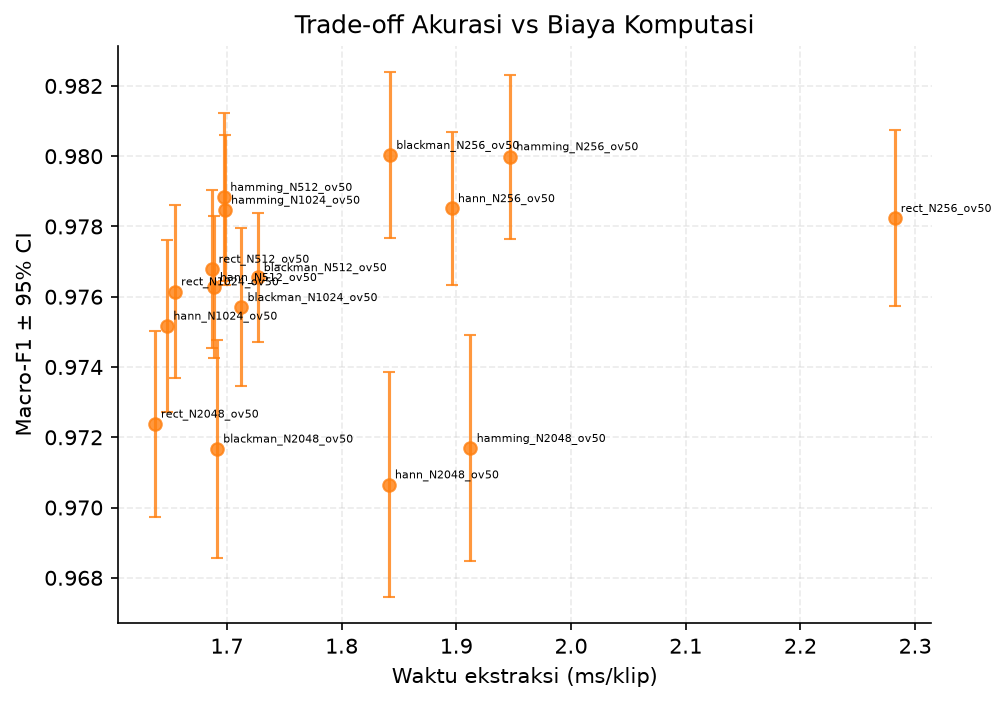 Trade-off Akurasi vs Biaya Komputasi
Macro-F1 ± 95% CI
0.982
0.980
0.978
0.976
0.974
0.972
0.970
0.968
blackman_N256_ov50
hamming_N256_ov50
hamming_N512_ov50
hann_N256_ov50
hamming_N1024_ov50
rect_N256_ov50
rect_N512_ov50
blackman_N512_ov50
hann_N512_ov50
rect_N1024_ov50
blackman_N1024_ov50
hann_N1024_ov50
rect_N2048_ov50
blackman_N2048_ov50
hamming_N2048_ov50
hann_N2048_ov50
1.7 1.8 1.9 2.0 2.1 2.2 2.3
Waktu ekstraksi (ms/klip)